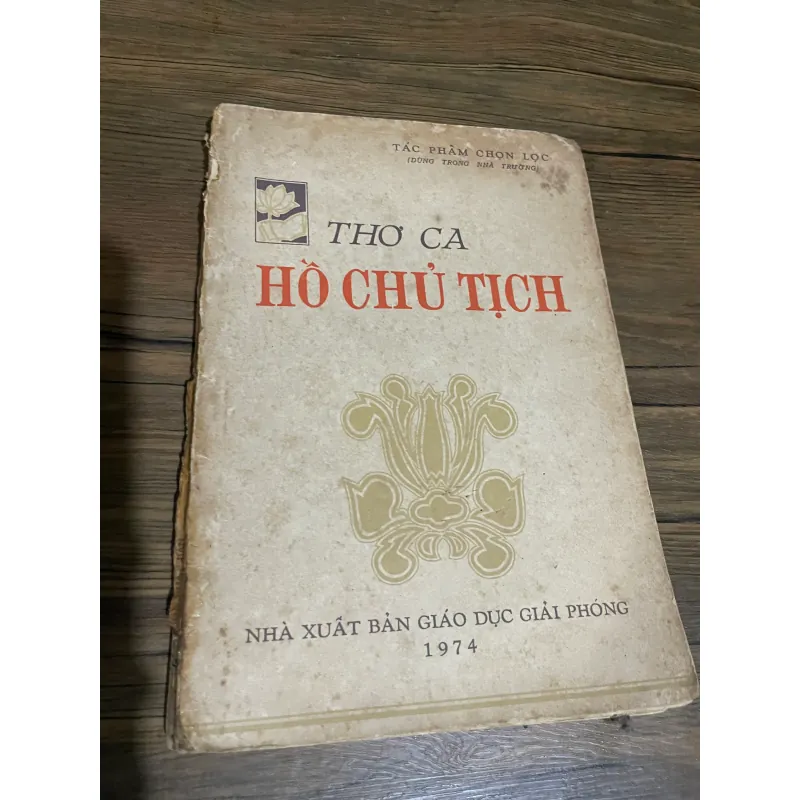 TÁC PHẨM CHỌN LỌC
(DÙNG TRONG NHÀ TRƯỜNG)
THƠ CA
HỒ CHỦ TỊCH
NHÀ XUẤT BẢN GIÁO DỤC GIẢI PHÓNG
1974